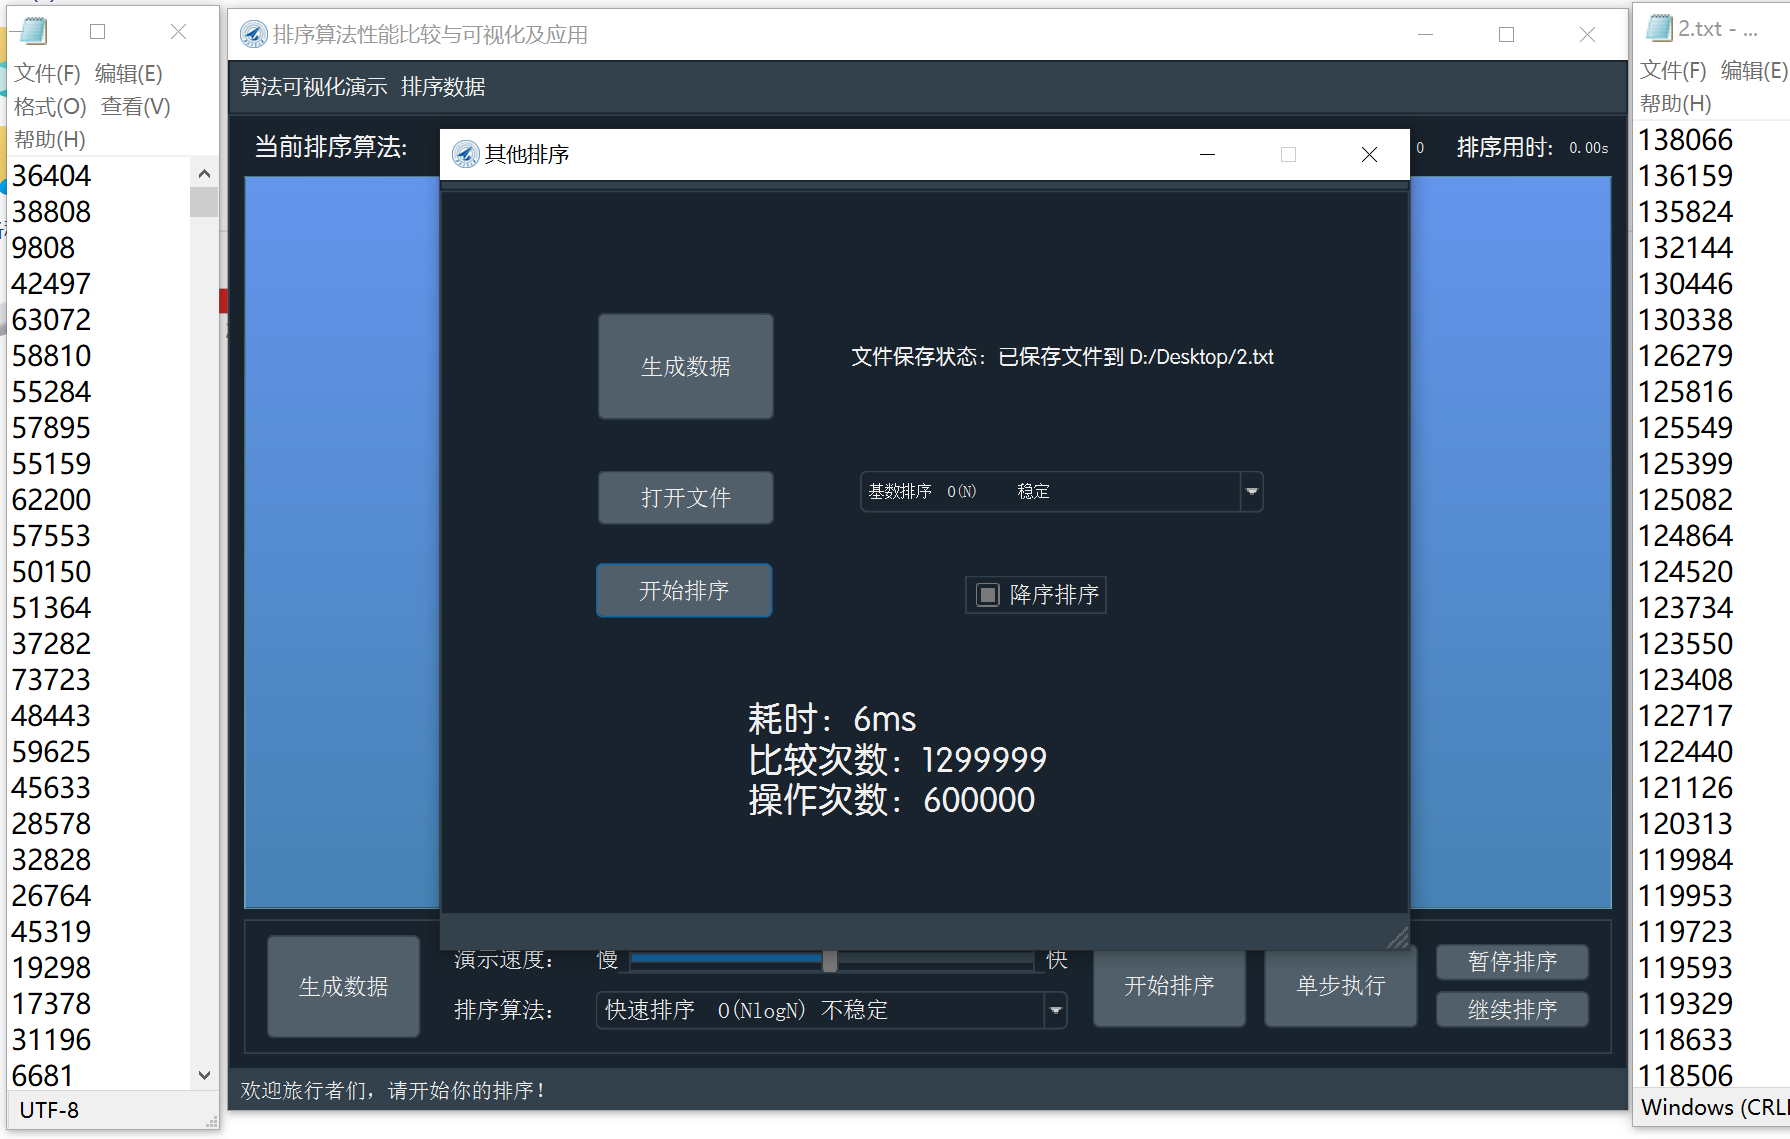 文件(F) 编辑(E)
格式(O) 查看(V)
帮助(H)
36404
38808
9808
42497
63072
58810
55284
57895
55159
62200
57553
50150
51364
37282
73723
48443
59625
45633
28578
32828
26764
45319
19298
17378
31196
6681
UTF-8
排序算法性能比较与可视化及应用
算法可视化演示 排序数据
当前排序算法:
0 排序用时: 0.00s
其他排序
生成数据
文件保存状态：已保存文件到 D:/Desktop/2.txt
打开文件
基数排序 O(N) 稳定
开始排序
降序排序
耗时：6ms
比较次数：1299999
操作次数：600000
生成数据
演示速度: 慢 快
排序算法: 快速排序 O(NlogN) 不稳定
开始排序
单步执行
暂停排序
继续排序
欢迎旅行者们，请开始你的排序！
2.txt - ...
文件(F) 编辑(E)
帮助(H)
138066
136159
135824
132144
130446
130338
126279
125816
125549
125399
125082
124864
124520
123734
123550
123408
122717
122440
121126
120313
119984
119953
119723
119593
119329
118633
118506
Windows (CRL